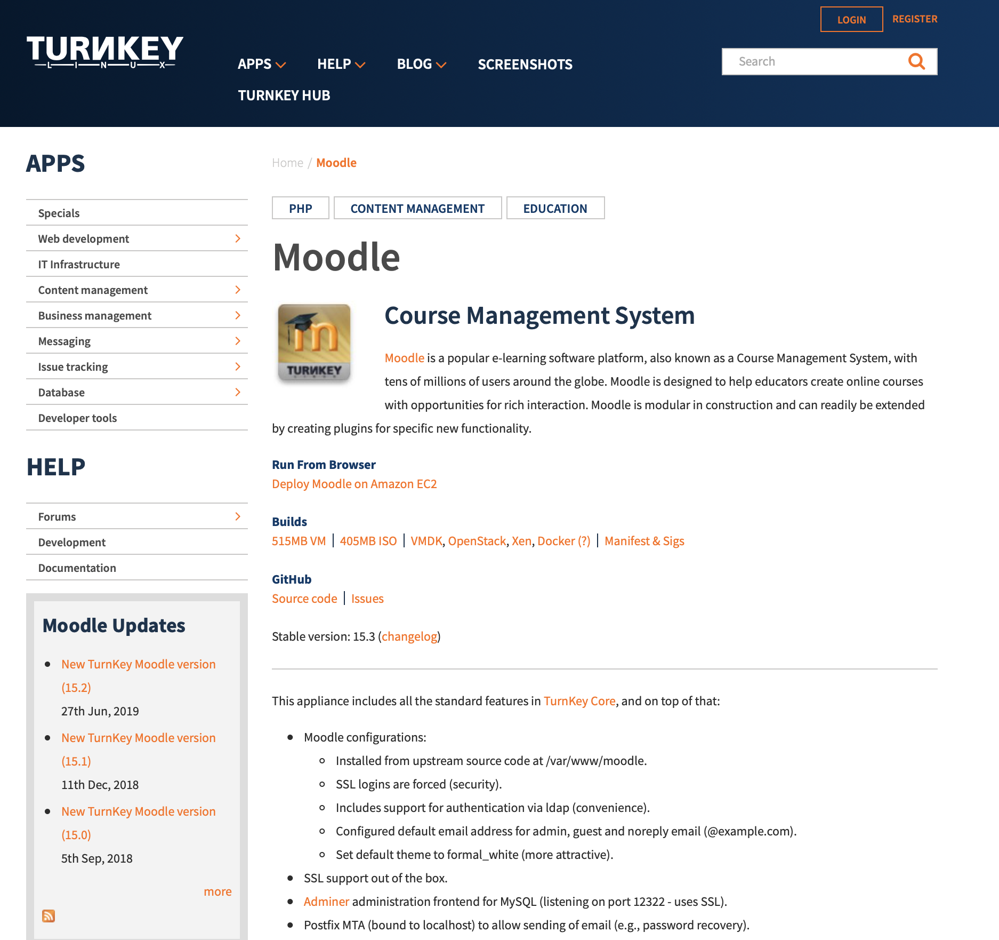 LOGIN REGISTER
TURNKEY
LINUX
APPS HELP BLOG SCREENSHOTS
TURNKEY HUB
Search
APPS
Specials
Web development
IT Infrastructure
Content management
Business management
Messaging
Issue tracking
Database
Developer tools
HELP
Forums
Development
Documentation
Moodle Updates
New TurnKey Moodle version
(15.2)
27th Jun, 2019
New TurnKey Moodle version
(15.1)
11th Dec, 2018
New TurnKey Moodle version
(15.0)
5th Sep, 2018
more
Home / Moodle
PHP CONTENT MANAGEMENT EDUCATION
Moodle
m
TURNKEY
Course Management System
Moodle is a popular e-learning software platform, also known as a Course Management System, with
tens of millions of users around the globe. Moodle is designed to help educators create online courses
with opportunities for rich interaction. Moodle is modular in construction and can readily be extended
by creating plugins for specific new functionality.
Run From Browser
Deploy Moodle on Amazon EC2
Builds
515MB VM | 405MB ISO | VMDK, OpenStack, Xen, Docker (?) | Manifest & Sigs
GitHub
Source code | Issues
Stable version: 15.3 (changelog)
This appliance includes all the standard features in TurnKey Core, and on top of that:
Moodle configurations:
Installed from upstream source code at /var/www/moodle.
SSL logins are forced (security).
Includes support for authentication via ldap (convenience).
Configured default email address for admin, guest and noreply email (@example.com).
Set default theme to formal_white (more attractive).
SSL support out of the box.
Adminer administration frontend for MySQL (listening on port 12322 - uses SSL).
Postfix MTA (bound to localhost) to allow sending of email (e.g., password recovery).